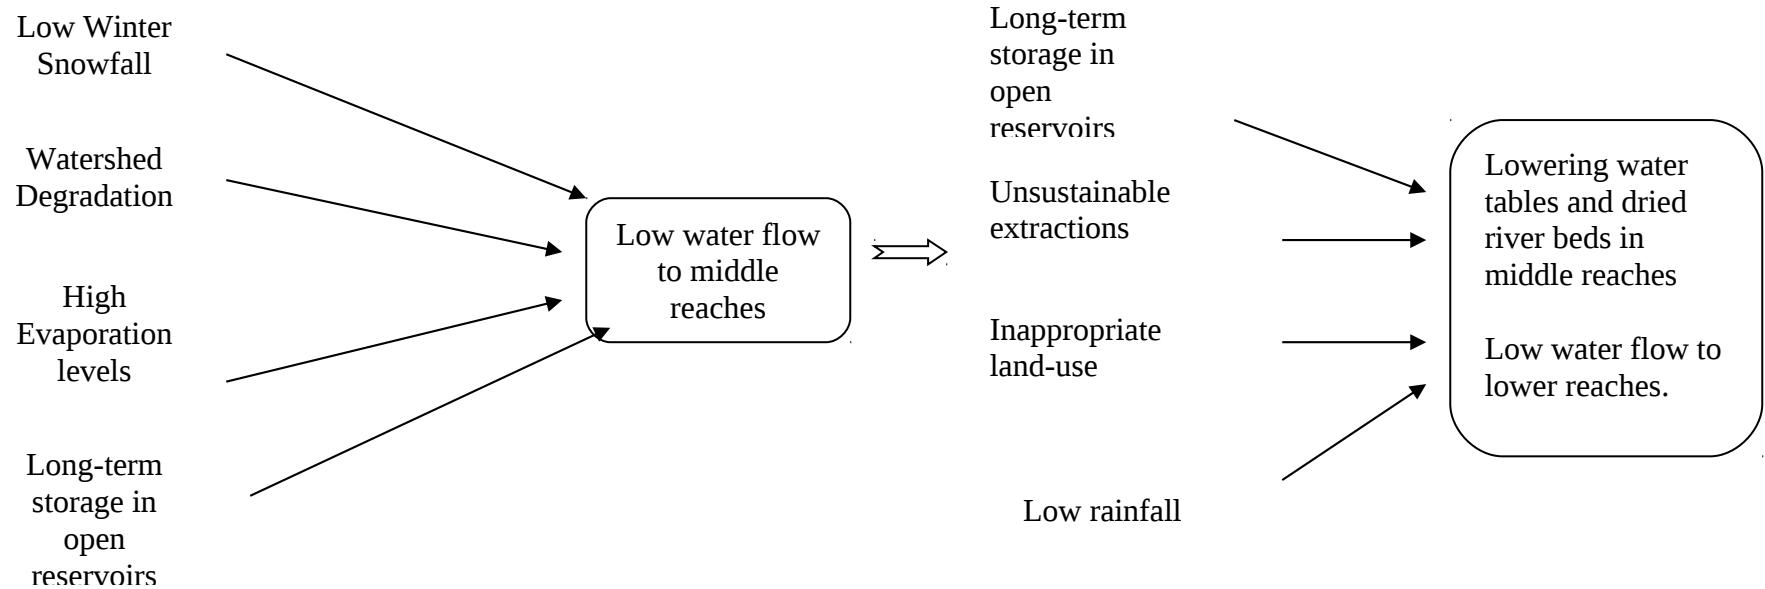 Low Winter
Snowfall
Watershed
Degradation
High
Evaporation
levels
Long-term
storage in
open
reservoirs
Low water flow
to middle
reaches
Long-term
storage in
open
reservoirs
Unsustainable
extractions
Inappropriate
land-use
Low rainfall
Lowering water
tables and dried
river beds in
middle reaches
Low water flow to
lower reaches.